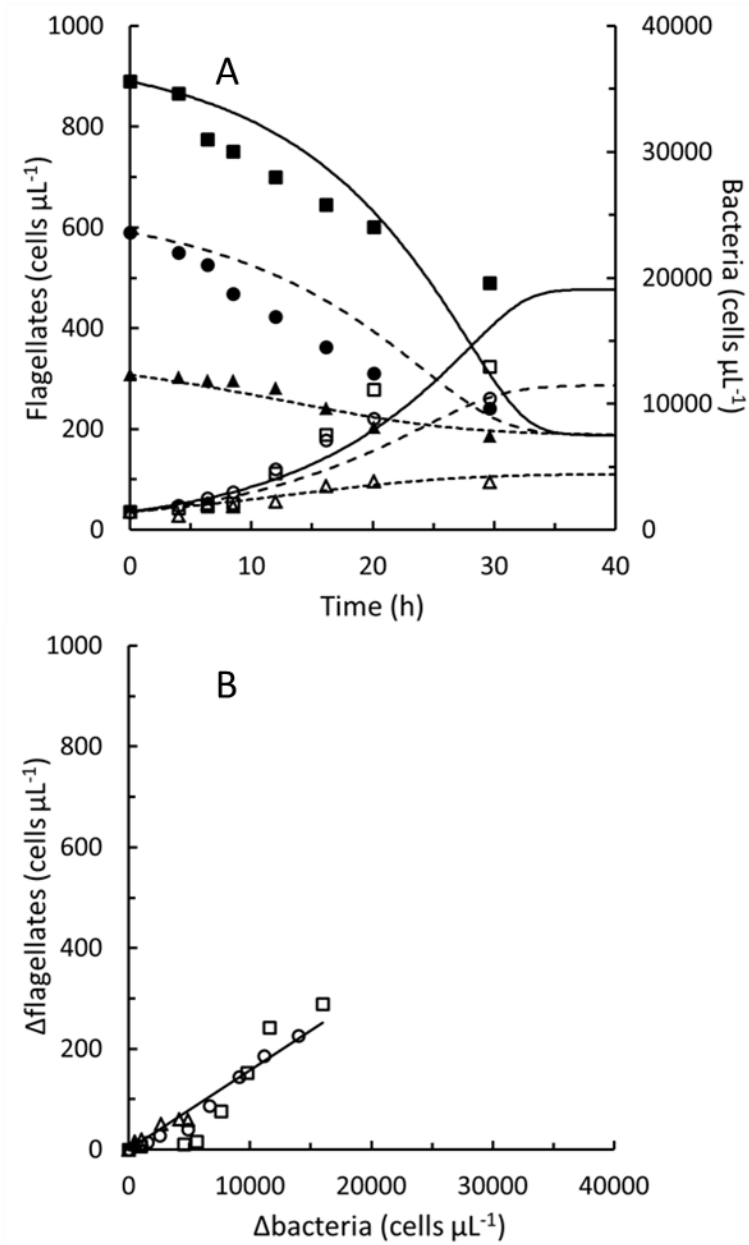 A
1000
800
600
400
200
0
Flagellates (cells µL⁻¹)
40000
30000
20000
10000
0
Bacteria (cells µL⁻¹)
0 10 20 30 40
Time (h)
B
1000
800
600
400
200
0
Δflagellates (cells µL⁻¹)
0 10000 20000 30000 40000
Δbacteria (cells µL⁻¹)